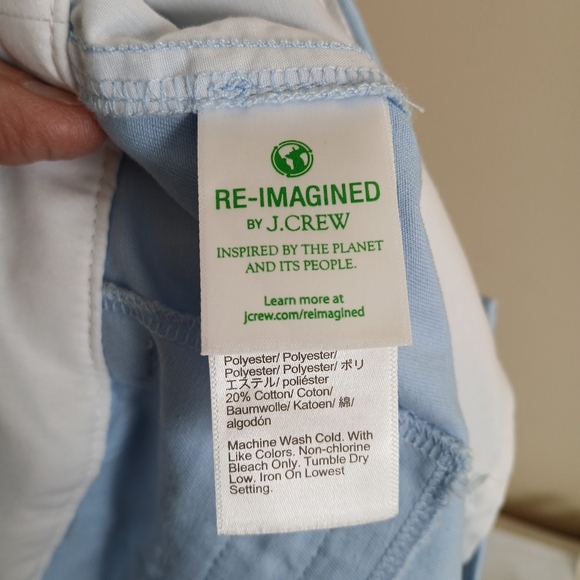 RE-IMAGINED
BY J.CREW
INSPIRED BY THE PLANET
AND ITS PEOPLE.
Learn more at
jcrew.com/reimagined
Polyester/ Polyester/
Polyester/ Polyester/ ポリ
エステル/ poliéster
20% Cotton/ Coton/
Baumwolle/ Katoen/ 綿/
algodón
Machine Wash Cold. With
Like Colors. Non-chlorine
Bleach Only. Tumble Dry
Low. Iron On Lowest
Setting.